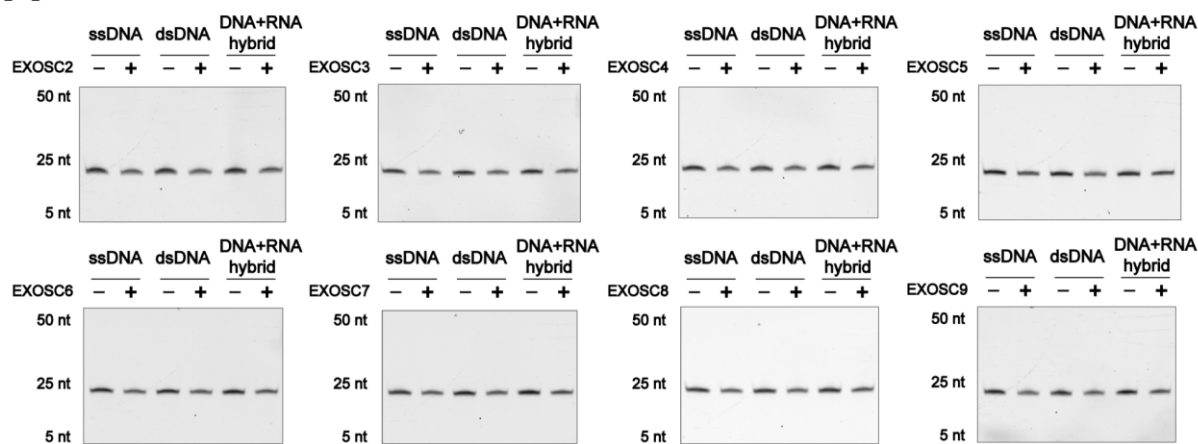 ssDNA dsDNA DNA+RNA hybrid ssDNA dsDNA DNA+RNA hybrid ssDNA dsDNA DNA+RNA hybrid ssDNA dsDNA DNA+RNA hybrid
EXOSC2 − + − + − + EXOSC3 − + − + − + EXOSC4 − + − + − + EXOSC5 − + − + − +
50 nt 50 nt 50 nt 50 nt
25 nt 25 nt 25 nt 25 nt
5 nt 5 nt 5 nt 5 nt
ssDNA dsDNA DNA+RNA hybrid ssDNA dsDNA DNA+RNA hybrid ssDNA dsDNA DNA+RNA hybrid ssDNA dsDNA DNA+RNA hybrid
EXOSC6 − + − + − + EXOSC7 − + − + − + EXOSC8 − + − + − + EXOSC9 − + − + − +
50 nt 50 nt 50 nt 50 nt
25 nt 25 nt 25 nt 25 nt
5 nt 5 nt 5 nt 5 nt